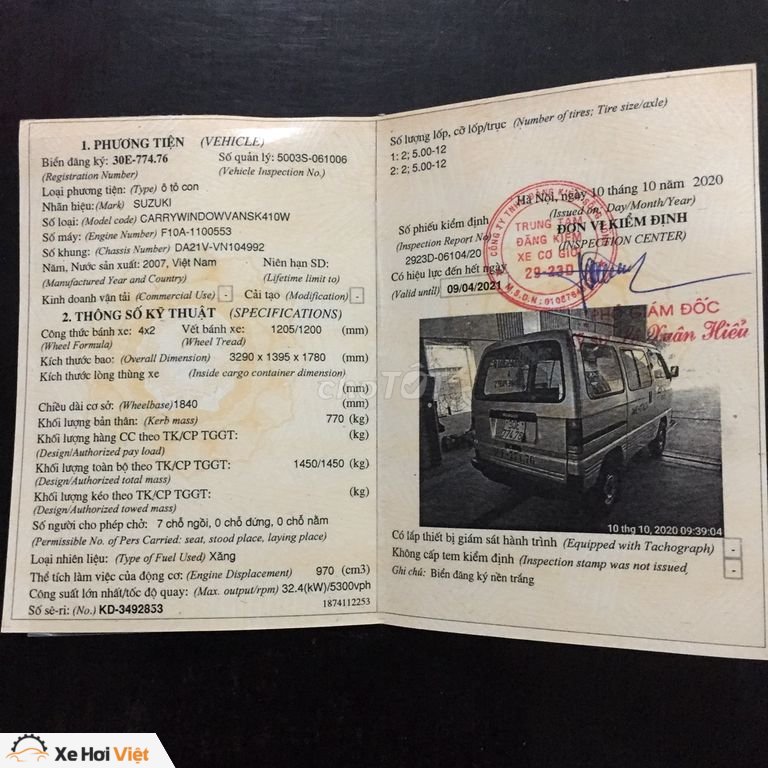 1. PHƯƠNG TIỆN (VEHICLE)
Biển đăng ký: 30E-774.76 Số quản lý: 5003S-061006
(Registration Number) (Vehicle Inspection No.)
Loại phương tiện: (Type) ô tô con
Nhãn hiệu: (Mark) SUZUKI
Số loại: (Model code) CARRYWINDOWVANSK410W
Số máy: (Engine Number) F10A-1100553
Số khung: (Chassis Number) DA21V-VN104992
Năm, Nước sản xuất: 2007, Việt Nam Niên hạn SD:
(Manufactured Year and Country) (Lifetime limit to)
Kinh doanh vận tải (Commercial Use) - Cải tạo (Modification) -
2. THÔNG SỐ KỸ THUẬT (SPECIFICATIONS)
Công thức bánh xe: 4x2 Vết bánh xe: 1205/1200 (mm)
(Wheel Formula) (Wheel Tread)
Kích thước bao: (Overall Dimension) 3290 x 1395 x 1780 (mm)
Kích thước lòng thùng xe (Inside cargo container dimension)
(mm)
Chiều dài cơ sở: (Wheelbase) 1840 (mm)
Khối lượng bản thân: (Kerb mass) 770 (kg)
Khối lượng hàng CC theo TK/CP TGGT: (kg)
(Design/Authorized pay load)
Khối lượng toàn bộ theo TK/CP TGGT: 1450/1450 (kg)
(Design/Authorized total mass)
Khối lượng kéo theo TK/CP TGGT: (kg)
(Design/Authorized towed mass)
Số người cho phép chở: 7 chỗ ngồi, 0 chỗ đứng, 0 chỗ nằm
(Permissible No. of Pers Carried: seat, stood place, laying place)
Loại nhiên liệu: (Type of Fuel Used) Xăng
Thể tích làm việc của động cơ: (Engine Displacement) 970 (cm3)
Công suất lớn nhất/tốc độ quay: (Max. output/rpm) 32.4(kW)/5300vph
Số sê-ri: (No.) KD-3492853 1874112253
Số lượng lốp, cỡ lốp/trục (Number of tires; Tire size/axle)
1: 2; 5.00-12
2: 2; 5.00-12
Hà Nội, ngày 10 tháng 10 năm 2020
(Issued on: Day/Month/Year)
Số phiếu kiểm định ĐƠN VỊ KIỂM ĐỊNH
(Inspection Report No) (INSPECTION CENTER)
2923D-06104/20
Có hiệu lực đến hết ngày
(Valid until) 09/04/2021
TRUNG TÂM
ĐĂNG KIỂM
XE CƠ GIỚI
29-23D
PHÓ GIÁM ĐỐC
Xuân Hiểu
chợTỐT
774.76
10 thg 10, 2020 09:39:04
Có lắp thiết bị giám sát hành trình (Equipped with Tachograph) -
Không cấp tem kiểm định (Inspection stamp was not issued) -
Ghi chú: Biển đăng ký nền trắng
Xe Hơi Việt